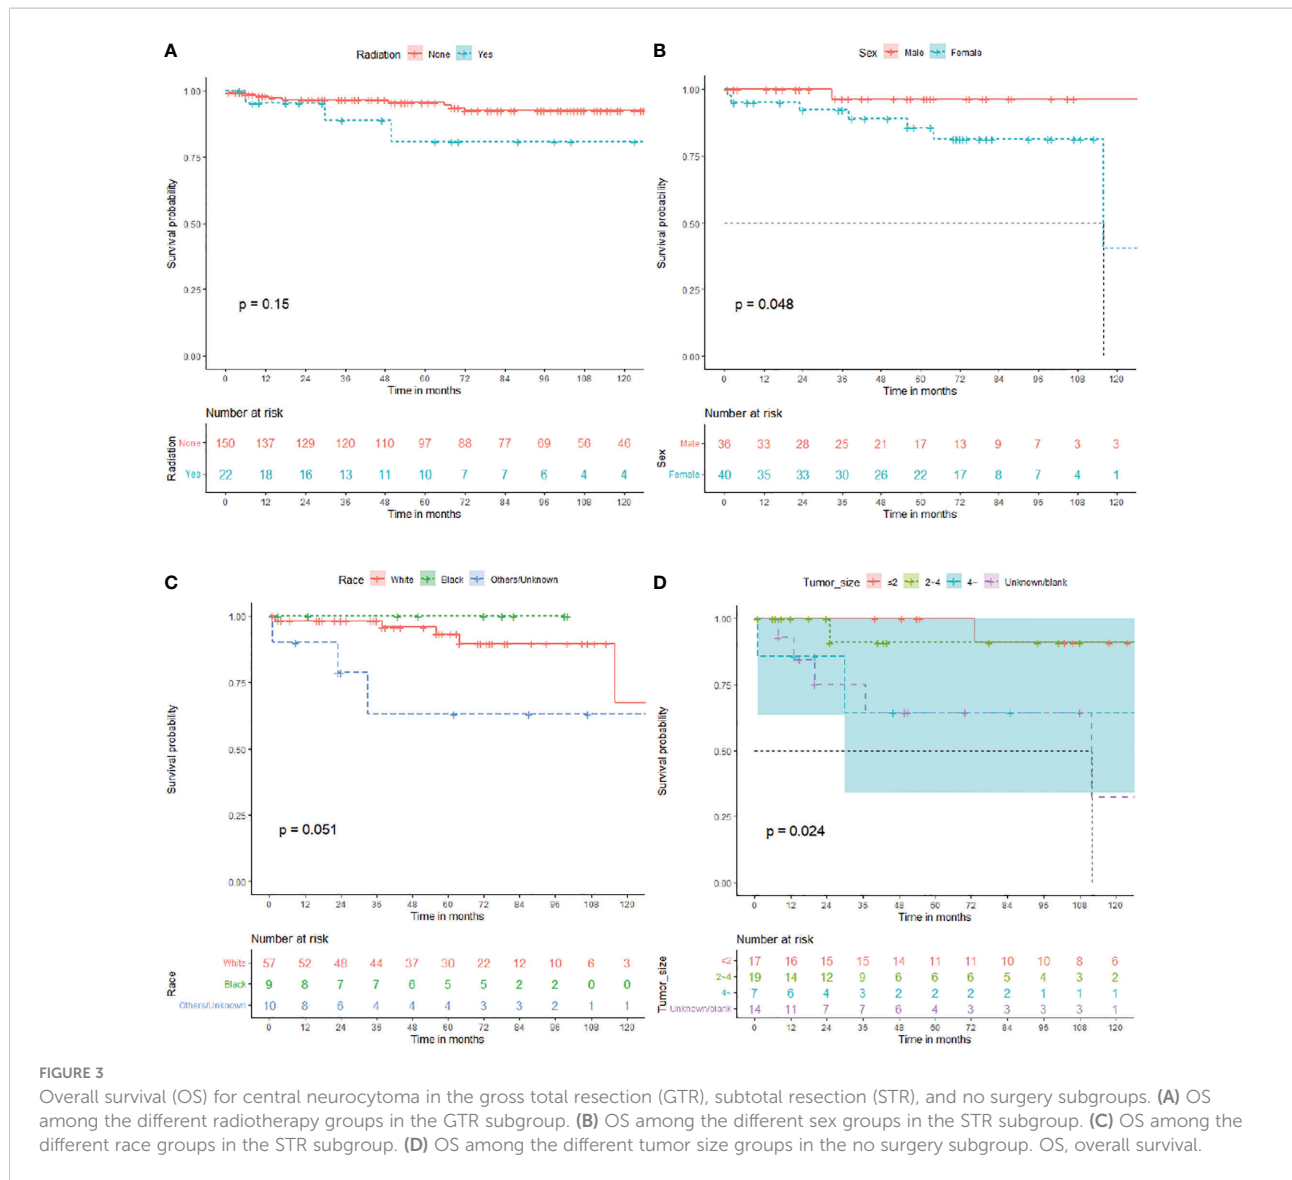 A
Radiation None Yes
1.00
0.75
0.50
0.25
0.00
Survival probability
p = 0.15
0 12 24 36 48 60 72 84 96 108 120
Time in months
Number at risk
Radiation
None 150 137 129 120 110 97 88 77 69 56 46
Yes 22 18 16 13 11 10 7 7 6 4 4
0 12 24 36 48 60 72 84 96 108 120
Time in months
B
Sex Male Female
1.00
0.75
0.50
0.25
0.00
Survival probability
p = 0.048
0 12 24 36 48 60 72 84 96 108 120
Time in months
Number at risk
Sex
Male 36 33 28 25 21 17 13 9 7 3 3
Female 40 35 33 30 26 22 17 8 7 4 1
0 12 24 36 48 60 72 84 96 108 120
Time in months
C
Race White Black Others/Unknown
1.00
0.75
0.50
0.25
0.00
Survival probability
p = 0.051
0 12 24 36 48 60 72 84 96 108 120
Time in months
Number at risk
Race
White 57 52 48 44 37 30 22 12 10 6 3
Black 9 8 7 7 6 5 5 2 2 0 0
Others/Unknown 10 8 6 4 4 4 3 3 2 1 1
0 12 24 36 48 60 72 84 96 108 120
Time in months
D
Tumor_size ≤2 2-4 4- Unknown/blank
1.00
0.75
0.50
0.25
0.00
Survival probability
p = 0.024
0 12 24 36 48 60 72 84 96 108 120
Time in months
Number at risk
Tumor_size
≤2 17 16 15 15 14 11 11 10 10 8 6
2-4 19 14 12 9 6 6 6 5 4 3 2
4- 7 6 4 3 2 2 2 2 1 1 1
Unknown/blank 14 11 7 7 6 4 3 3 3 3 1
0 12 24 36 48 60 72 84 96 108 120
Time in months
FIGURE 3
Overall survival (OS) for central neurocytoma in the gross total resection (GTR), subtotal resection (STR), and no surgery subgroups. (A) OS
among the different radiotherapy groups in the GTR subgroup. (B) OS among the different sex groups in the STR subgroup. (C) OS among the
different race groups in the STR subgroup. (D) OS among the different tumor size groups in the no surgery subgroup. OS, overall survival.